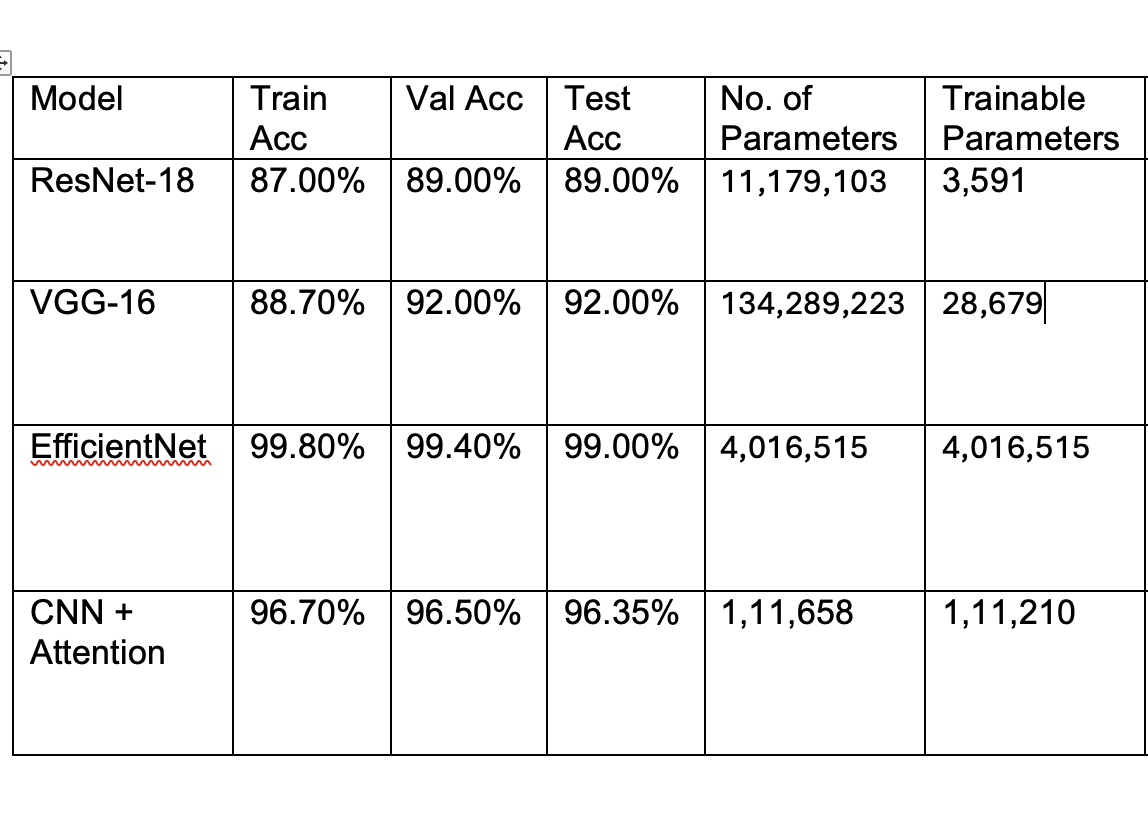 Model Train Acc Val Acc Test Acc No. of Parameters Trainable Parameters
ResNet-18 87.00% 89.00% 89.00% 11,179,103 3,591
VGG-16 88.70% 92.00% 92.00% 134,289,223 28,679
EfficientNet 99.80% 99.40% 99.00% 4,016,515 4,016,515
CNN + Attention 96.70% 96.50% 96.35% 1,11,658 1,11,210